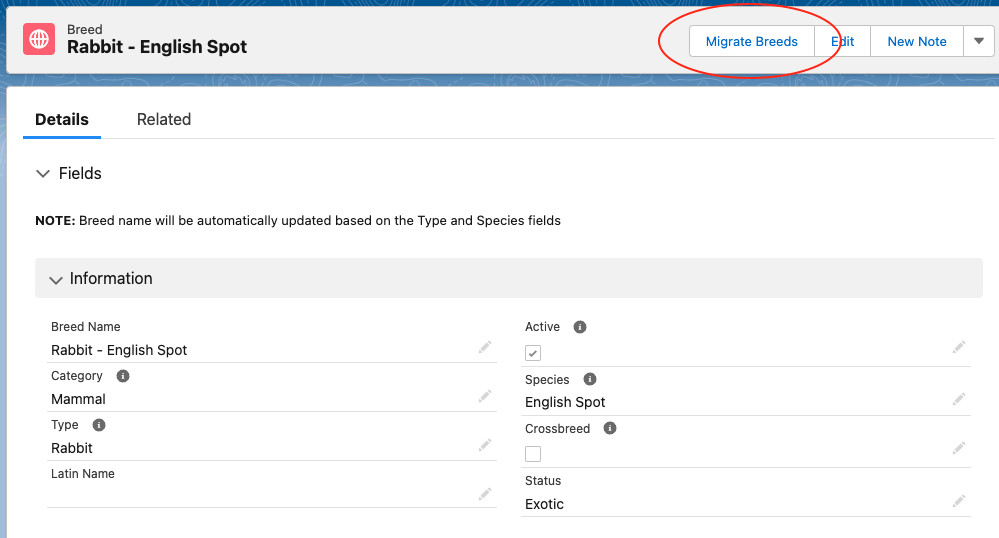 Breed
Rabbit - English Spot
Migrate Breeds
Edit
New Note
Details
Related
Fields
NOTE: Breed name will be automatically updated based on the Type and Species fields
Information
Breed Name
Rabbit - English Spot
Category
Mammal
Type
Rabbit
Latin Name
Active
Species
English Spot
Crossbreed
Status
Exotic